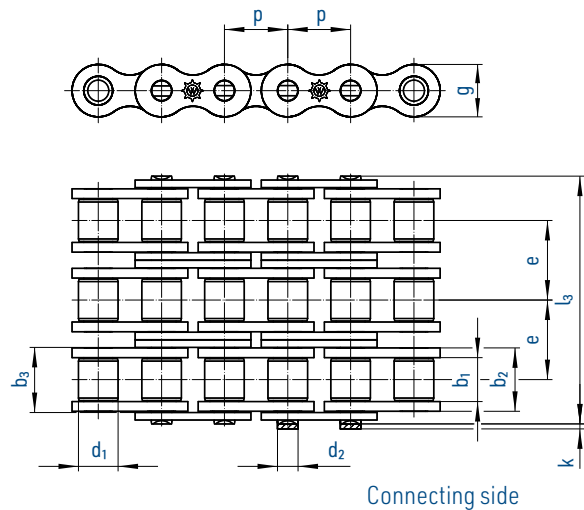 p p
g
e
l₃
e
b₃
b₁
b₂
d₁
d₂
k
Connecting side